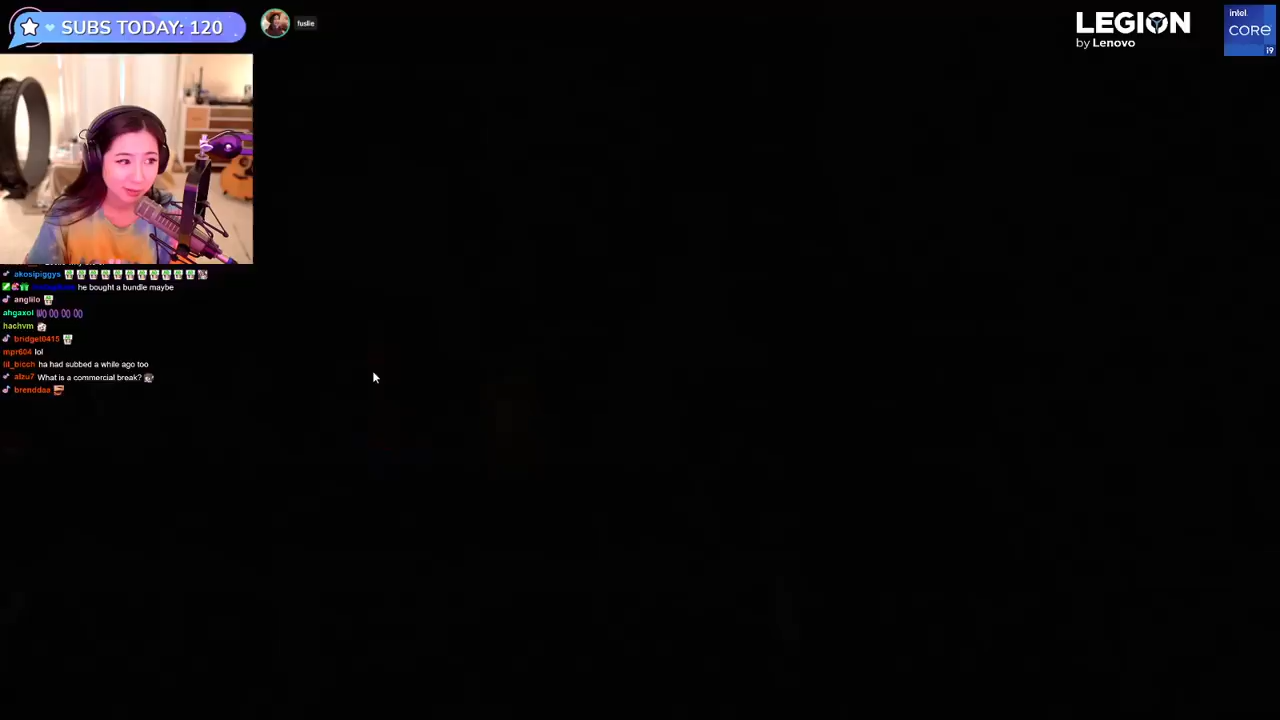 SUBS TODAY: 120
fuslie
LEGION
by Lenovo
intel
CORE
i9
akosipiggys
he bought a bundle maybe
anglilo
ahgaxol
hachvm
bridget0415
mpr604 lol
lil_bicch ha had subbed a while ago too
alzu7 What is a commercial break?
brenddaa